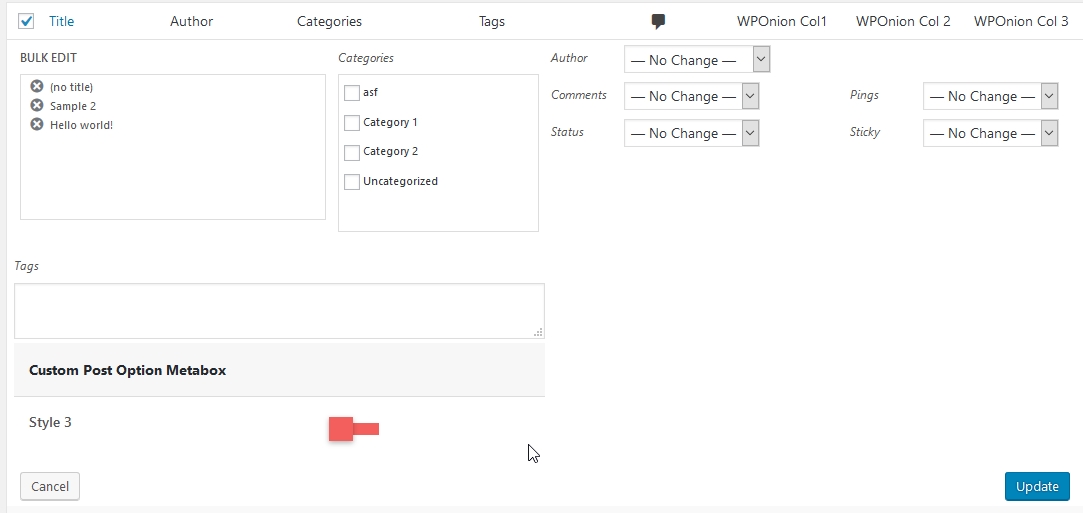 Title Author Categories Tags WPOnion Col1 WPOnion Col 2 WPOnion Col 3
BULK EDIT
(no title)
Sample 2
Hello world!
Categories
asf
Category 1
Category 2
Uncategorized
Author — No Change —
Comments — No Change — Pings — No Change —
Status — No Change — Sticky — No Change —
Tags
Custom Post Option Metabox
Style 3
Cancel Update